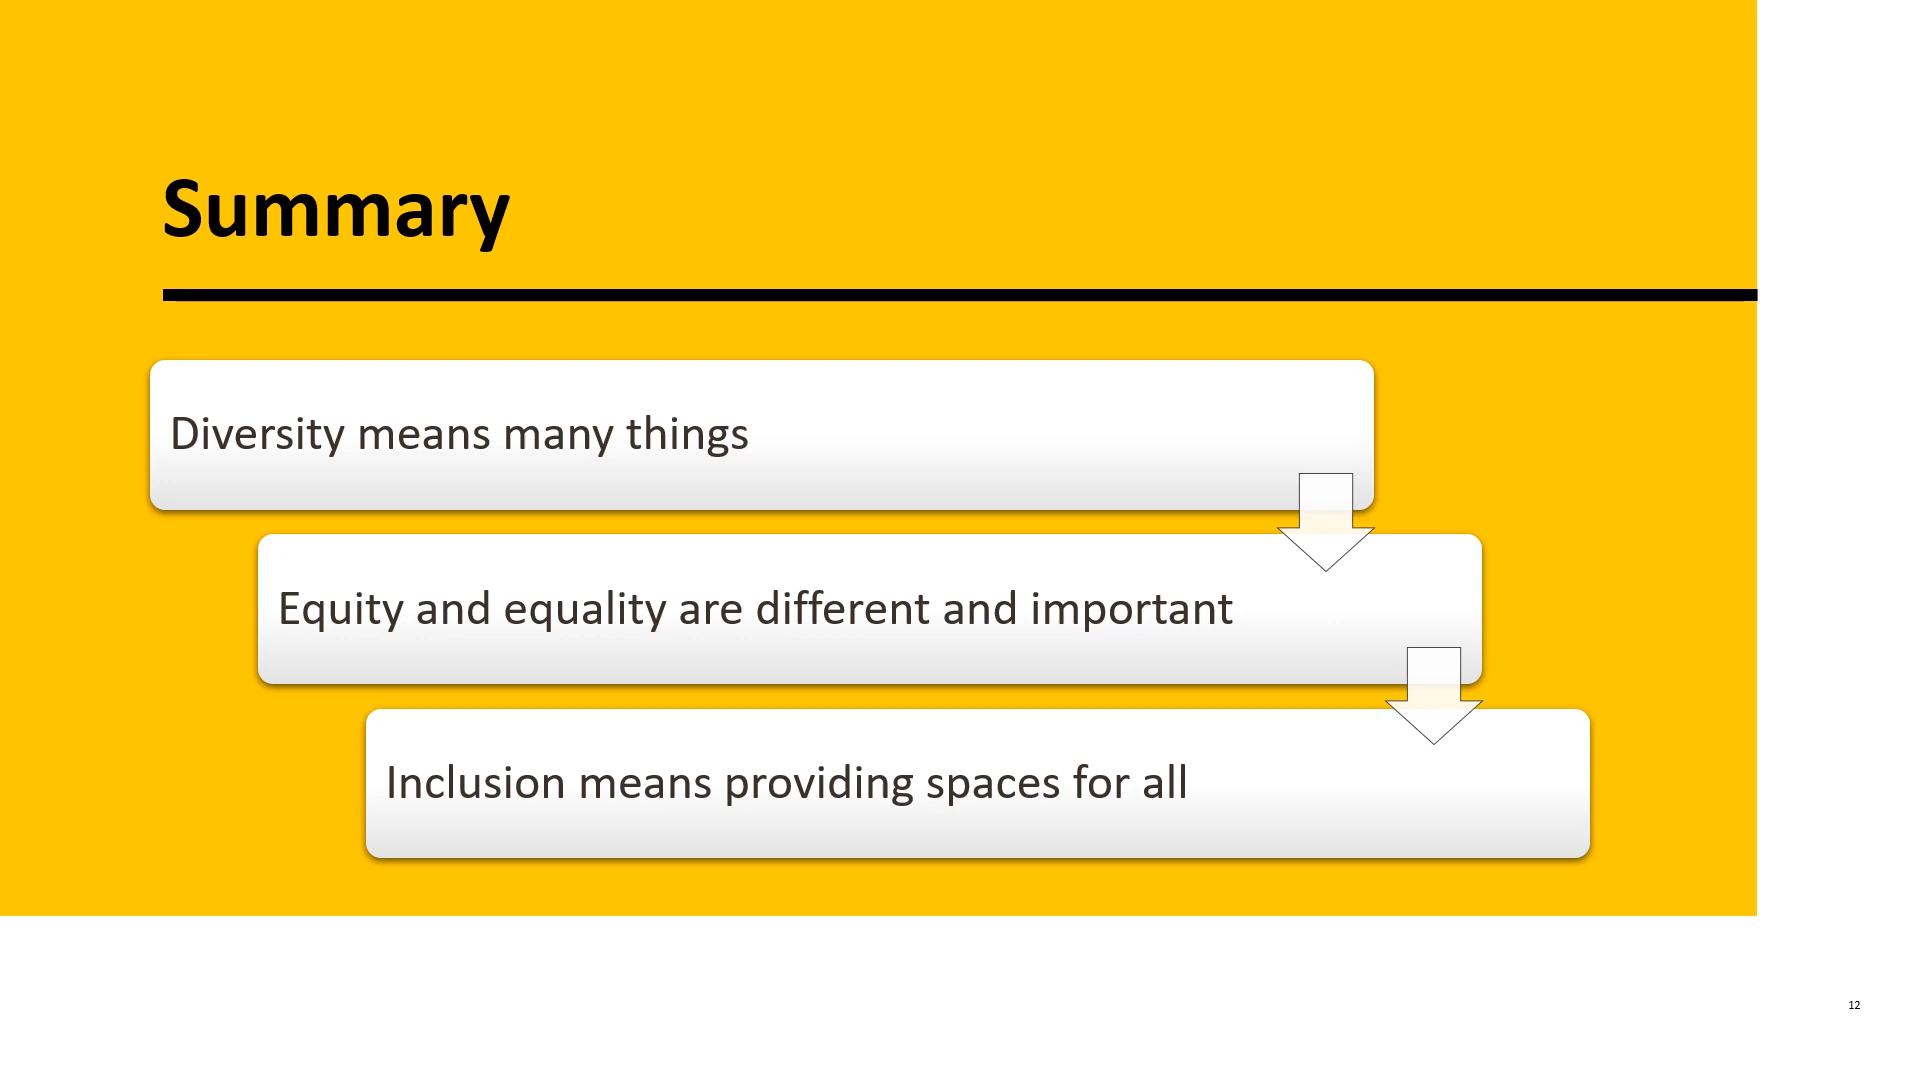 Summary
Diversity means many things
Equity and equality are different and important
Inclusion means providing spaces for all
12